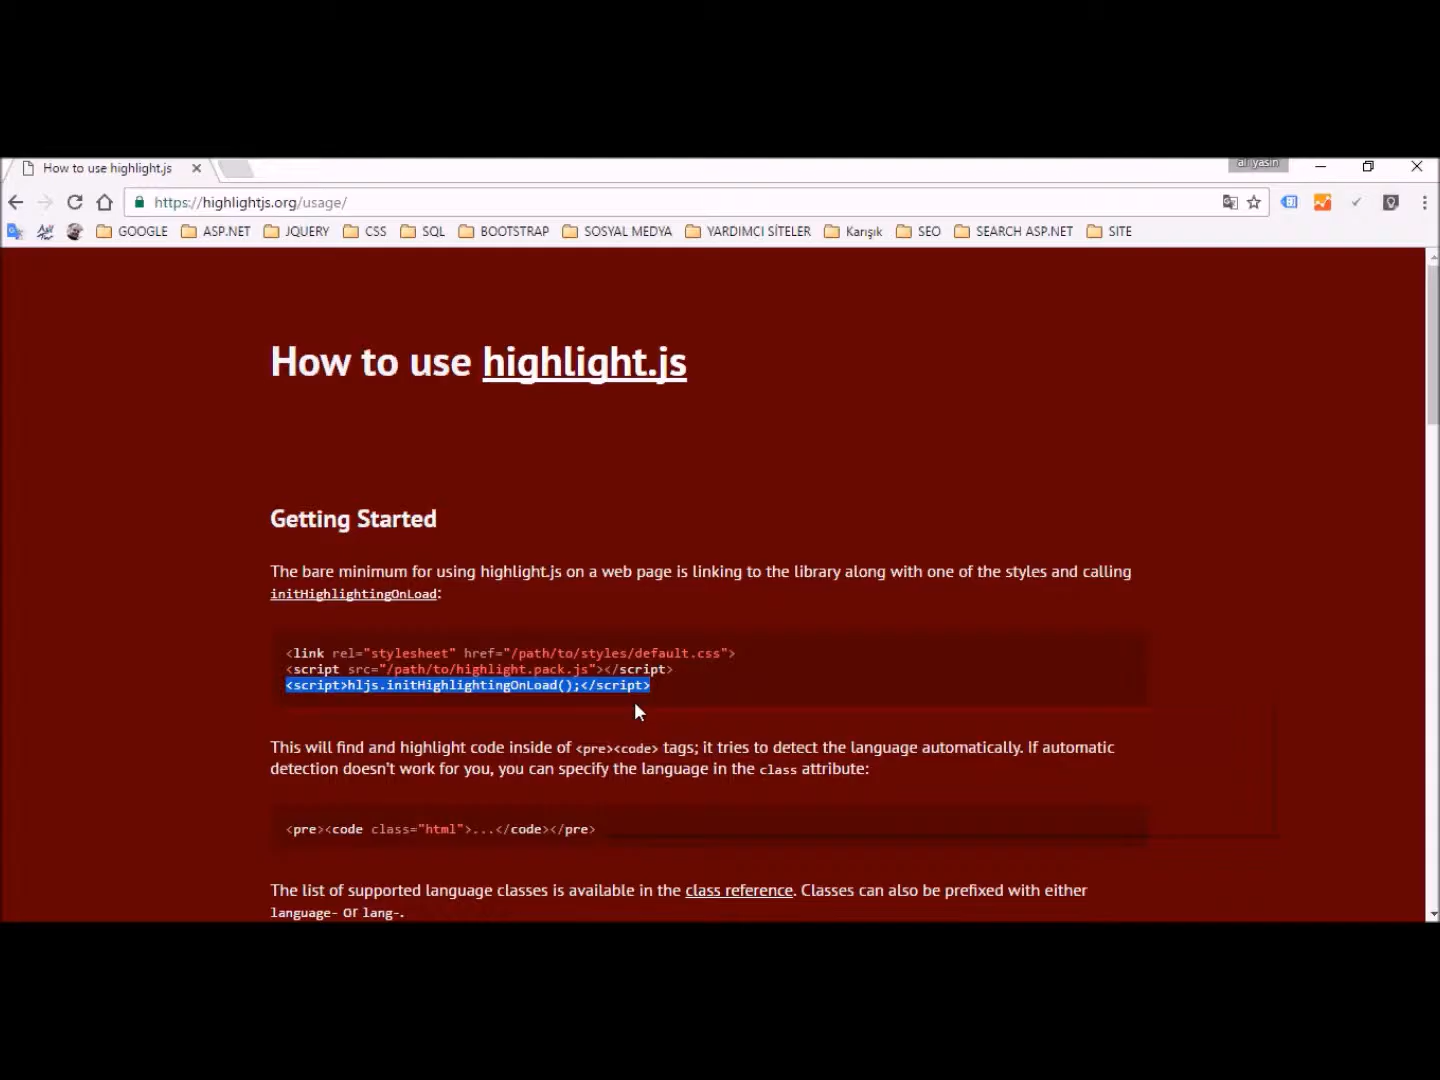 How to use highlight.js
ali yasin
https://highlightjs.org/usage/
GOOGLE ASP.NET JQUERY CSS SQL BOOTSTRAP SOSYAL MEDYA YARDIMCI SİTELER Karışık SEO SEARCH ASP.NET SITE
How to use highlight.js
Getting Started
The bare minimum for using highlight.js on a web page is linking to the library along with one of the styles and calling
initHighlightingOnLoad:
<link rel="stylesheet" href="/path/to/styles/default.css">
<script src="/path/to/highlight.pack.js"></script>
<script>hljs.initHighlightingOnLoad();</script>
This will find and highlight code inside of <pre><code> tags; it tries to detect the language automatically. If automatic
detection doesn't work for you, you can specify the language in the class attribute:
<pre><code class="html">...</code></pre>
The list of supported language classes is available in the class reference. Classes can also be prefixed with either
language- or lang-.